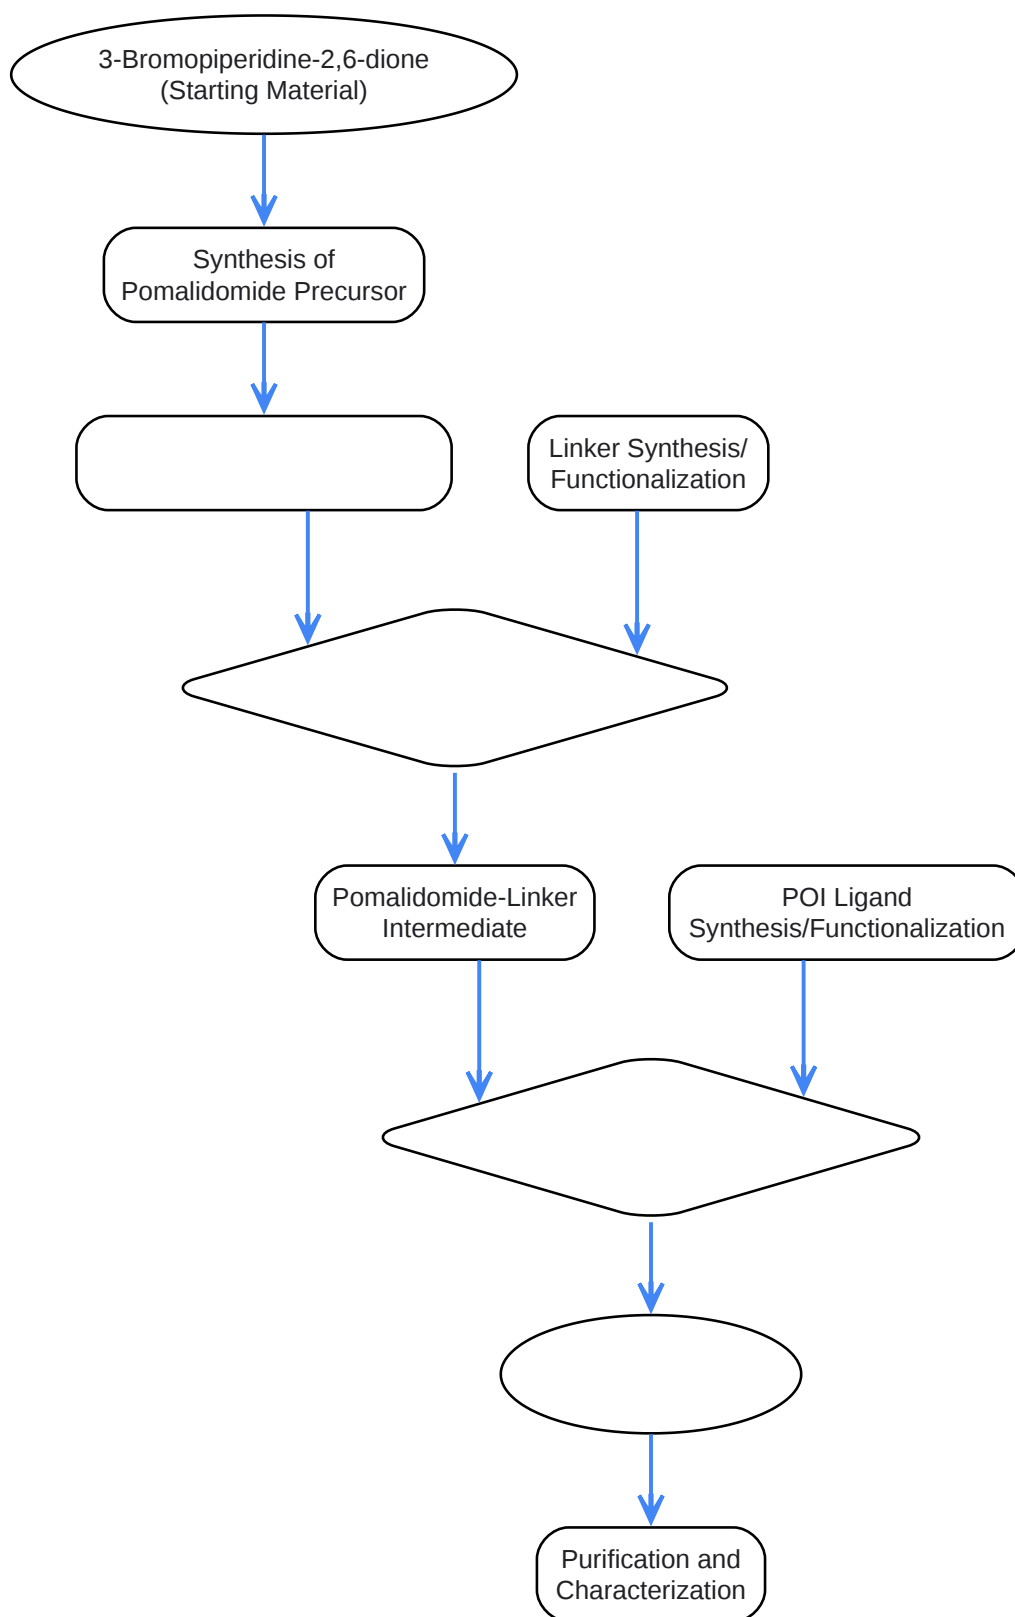 3-Bromopiperidine-2,6-dione
(Starting Material)
Synthesis of
Pomalidomide Precursor
Linker Synthesis/
Functionalization
Pomalidomide-Linker
Intermediate
POI Ligand
Synthesis/Functionalization
Purification and
Characterization